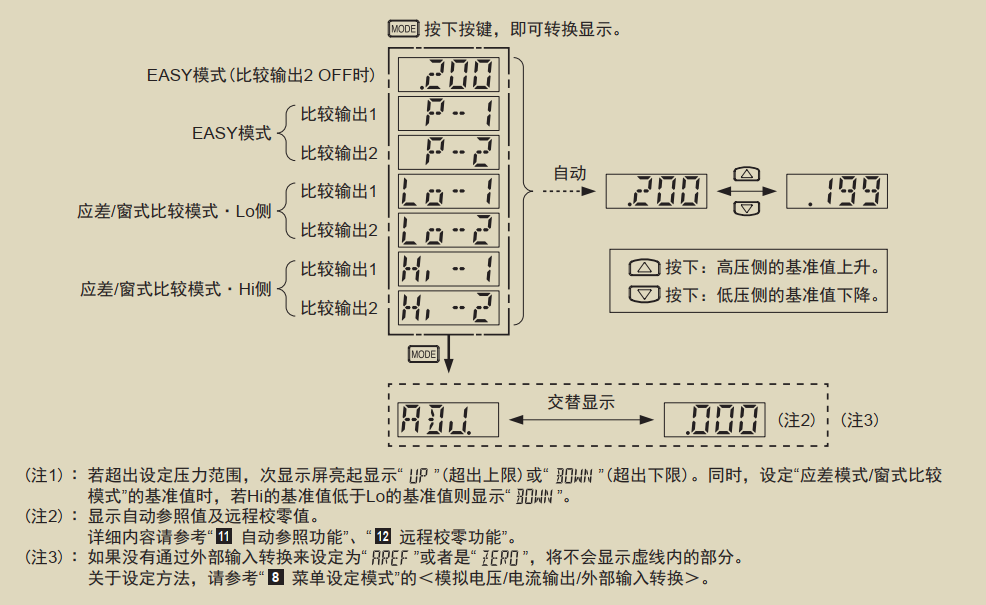 MODE 按下按键，即可转换显示。
EASY模式(比较输出2 OFF时)
.200
EASY模式
比较输出1
P-1
比较输出2
P-2
应差/窗式比较模式・Lo侧
比较输出1
Lo-1
比较输出2
Lo-2
应差/窗式比较模式・Hi侧
比较输出1
Hi-1
比较输出2
Hi-2
自动
.200
.199
按下：高压侧的基准值上升。
按下：低压侧的基准值下降。
MODE
ADJ.
交替显示
.000
(注2)
(注3)
(注1)：若超出设定压力范围，次显示屏亮起显示“ UP ”(超出上限)或“ DOWN ”(超出下限)。同时，设定“应差模式/窗式比较
模式”的基准值时，若Hi的基准值低于Lo的基准值则显示“ DOWN ”。
(注2)：显示自动参照值及远程校零值。
详细内容请参考“ 11 自动参照功能”、“ 12 远程校零功能”。
(注3)：如果没有通过外部输入转换来设定为“ AREF ”或者是“ ZERO ”，将不会显示虚线内的部分。
关于设定方法，请参考“ 8 菜单设定模式”的＜模拟电压/电流输出/外部输入转换＞。